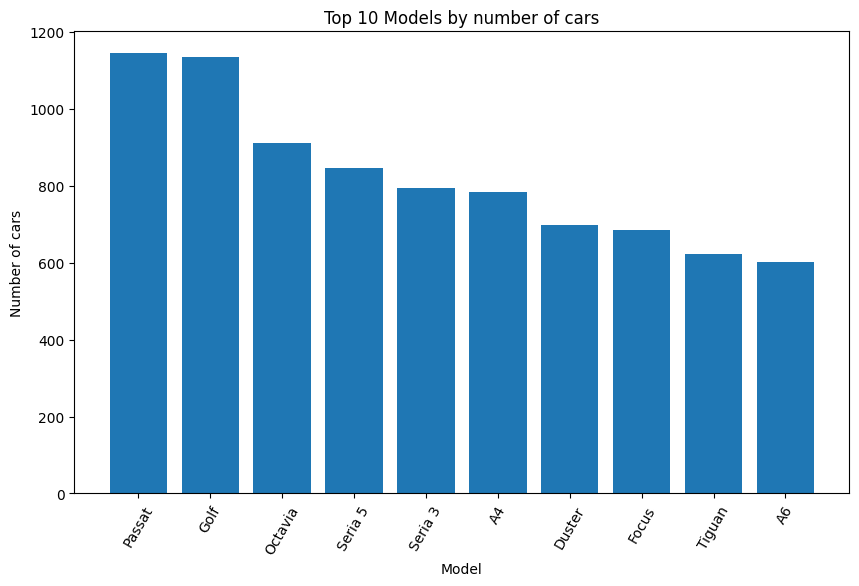 Top 10 Models by number of cars
Number of cars
1200
1000
800
600
400
200
0
Passat
Golf
Octavia
Seria 5
Seria 3
A4
Duster
Focus
Tiguan
A6
Model